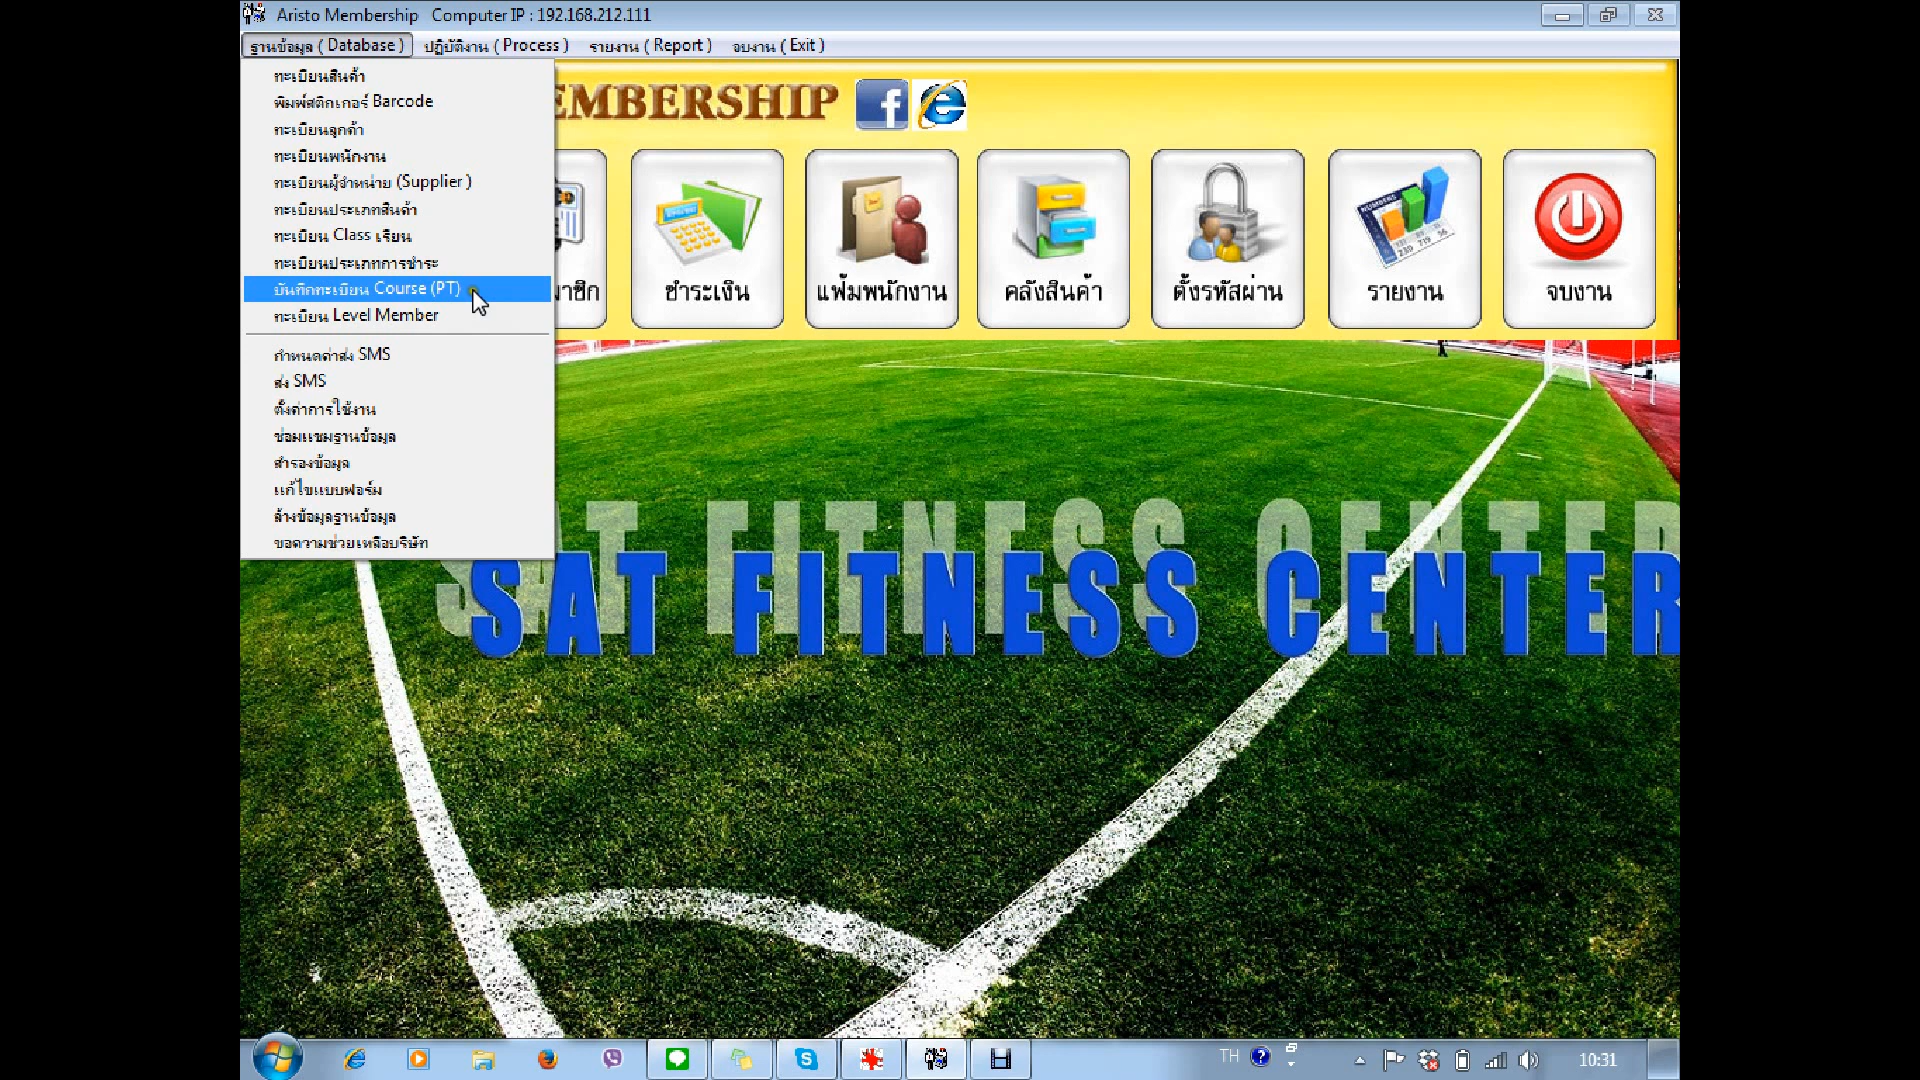 Aristo Membership   Computer IP : 192.168.212.111
ฐานข้อมูล ( Database )   ปฏิบัติงาน ( Process )   รายงาน ( Report )   จบงาน ( Exit )
ทะเบียนสินค้า
พิมพ์สติกเกอร์ Barcode
ทะเบียนลูกค้า
ทะเบียนพนักงาน
ทะเบียนผู้จำหน่าย (Supplier )
ทะเบียนประเภทสินค้า
ทะเบียน Class เรียน
ทะเบียนประเภทการชำระ
บันทึกทะเบียน Course (PT)
ทะเบียน Level Member
กำหนดค่าส่ง SMS
ส่ง SMS
ตั้งค่าการใช้งาน
ซ่อมแซมฐานข้อมูล
สำรองข้อมูล
แก้ไขแบบฟอร์ม
ล้างข้อมูลฐานข้อมูล
ขอความช่วยเหลือบริษัท
EMBERSHIP
าชิก   ชำระเงิน   แฟ้มพนักงาน   คลังสินค้า   ตั้งรหัสผ่าน   รายงาน   จบงาน
SAT FITNESS CENTER
TH   10:31